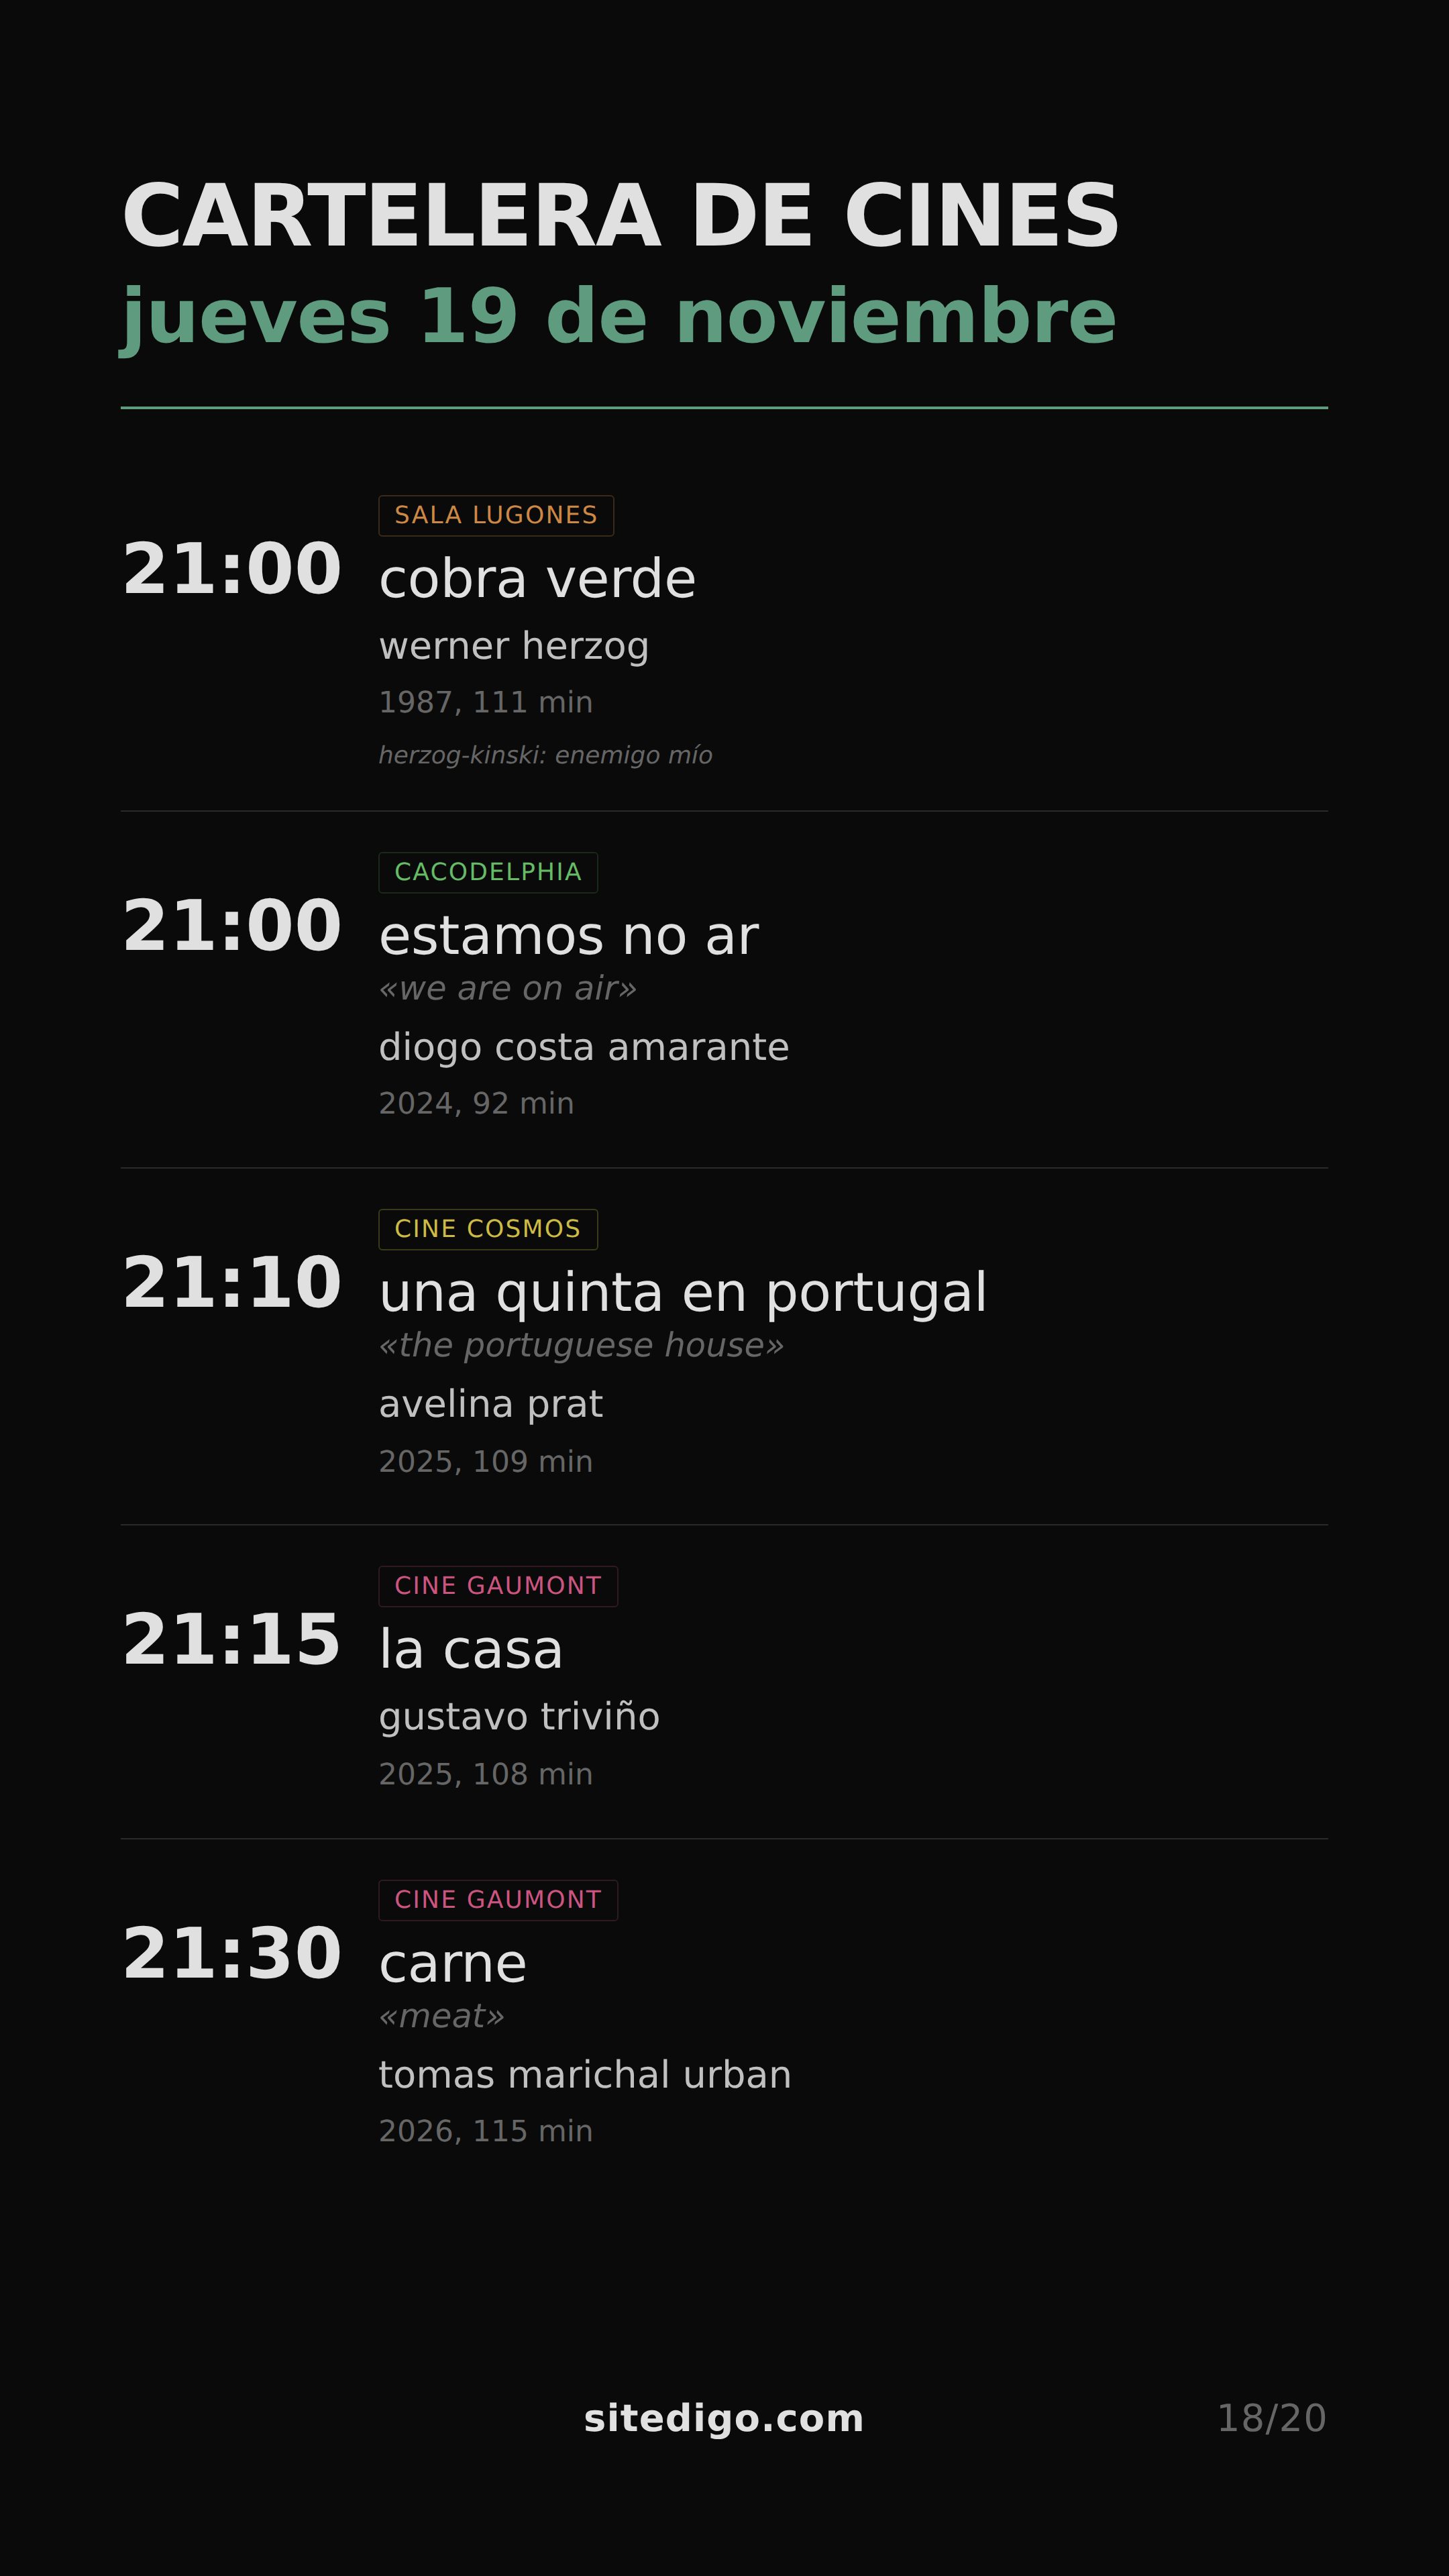 CARTELERA DE CINES
jueves 19 de noviembre
SALA LUGONES
21:00
cobra verde
werner herzog
1987, 111 min
herzog-kinski: enemigo mío
CACODELPHIA
21:00
estamos no ar
«we are on air»
diogo costa amarante
2024, 92 min
CINE COSMOS
21:10
una quinta en portugal
«the portuguese house»
avelina prat
2025, 109 min
CINE GAUMONT
21:15
la casa
gustavo triviño
2025, 108 min
CINE GAUMONT
21:30
carne
«meat»
tomas marichal urban
2026, 115 min
sitedigo.com
18/20